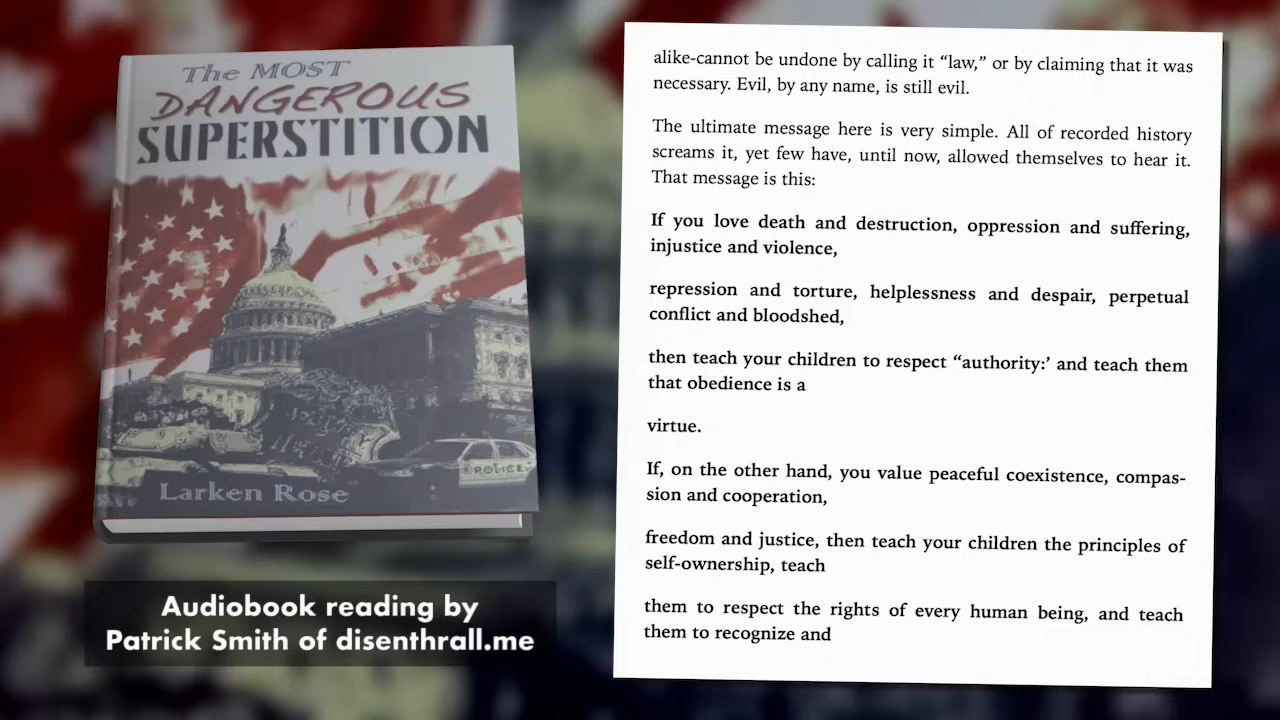 The MOST
DANGEROUS
SUPERSTITION
POLICE
Larken Rose
Audiobook reading by
Patrick Smith of disenthrall.me
alike-cannot be undone by calling it “law,” or by claiming that it was
necessary. Evil, by any name, is still evil.
The ultimate message here is very simple. All of recorded history
screams it, yet few have, until now, allowed themselves to hear it.
That message is this:
If you love death and destruction, oppression and suffering,
injustice and violence,
repression and torture, helplessness and despair, perpetual
conflict and bloodshed,
then teach your children to respect “authority:’ and teach them
that obedience is a
virtue.
If, on the other hand, you value peaceful coexistence, compas-
sion and cooperation,
freedom and justice, then teach your children the principles of
self-ownership, teach
them to respect the rights of every human being, and teach
them to recognize and